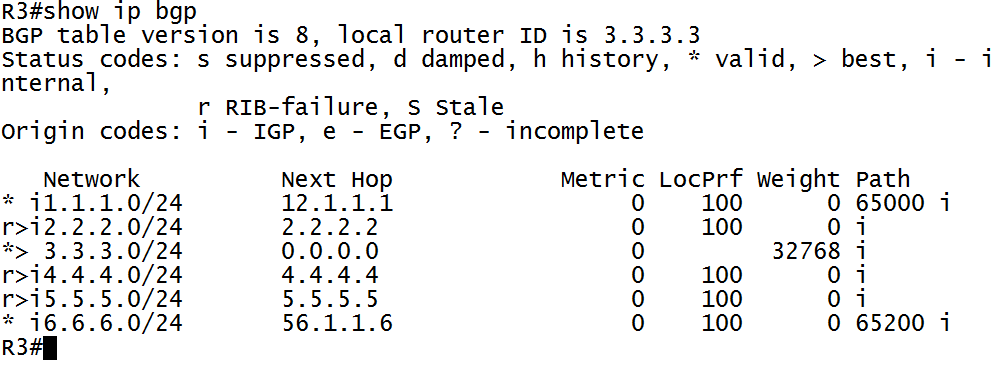 R3#show ip bgp
BGP table version is 8, local router ID is 3.3.3.3
Status codes: s suppressed, d damped, h history, * valid, > best, i - i
nternal,
              r RIB-failure, S Stale
Origin codes: i - IGP, e - EGP, ? - incomplete

   Network          Next Hop            Metric LocPrf Weight Path
* i1.1.1.0/24       12.1.1.1                 0    100      0 65000 i
r>i2.2.2.0/24       2.2.2.2                  0    100      0 i
*> 3.3.3.0/24       0.0.0.0                  0         32768 i
r>i4.4.4.0/24       4.4.4.4                  0    100      0 i
r>i5.5.5.0/24       5.5.5.5                  0    100      0 i
* i6.6.6.0/24       56.1.1.6                 0    100      0 65200 i
R3#